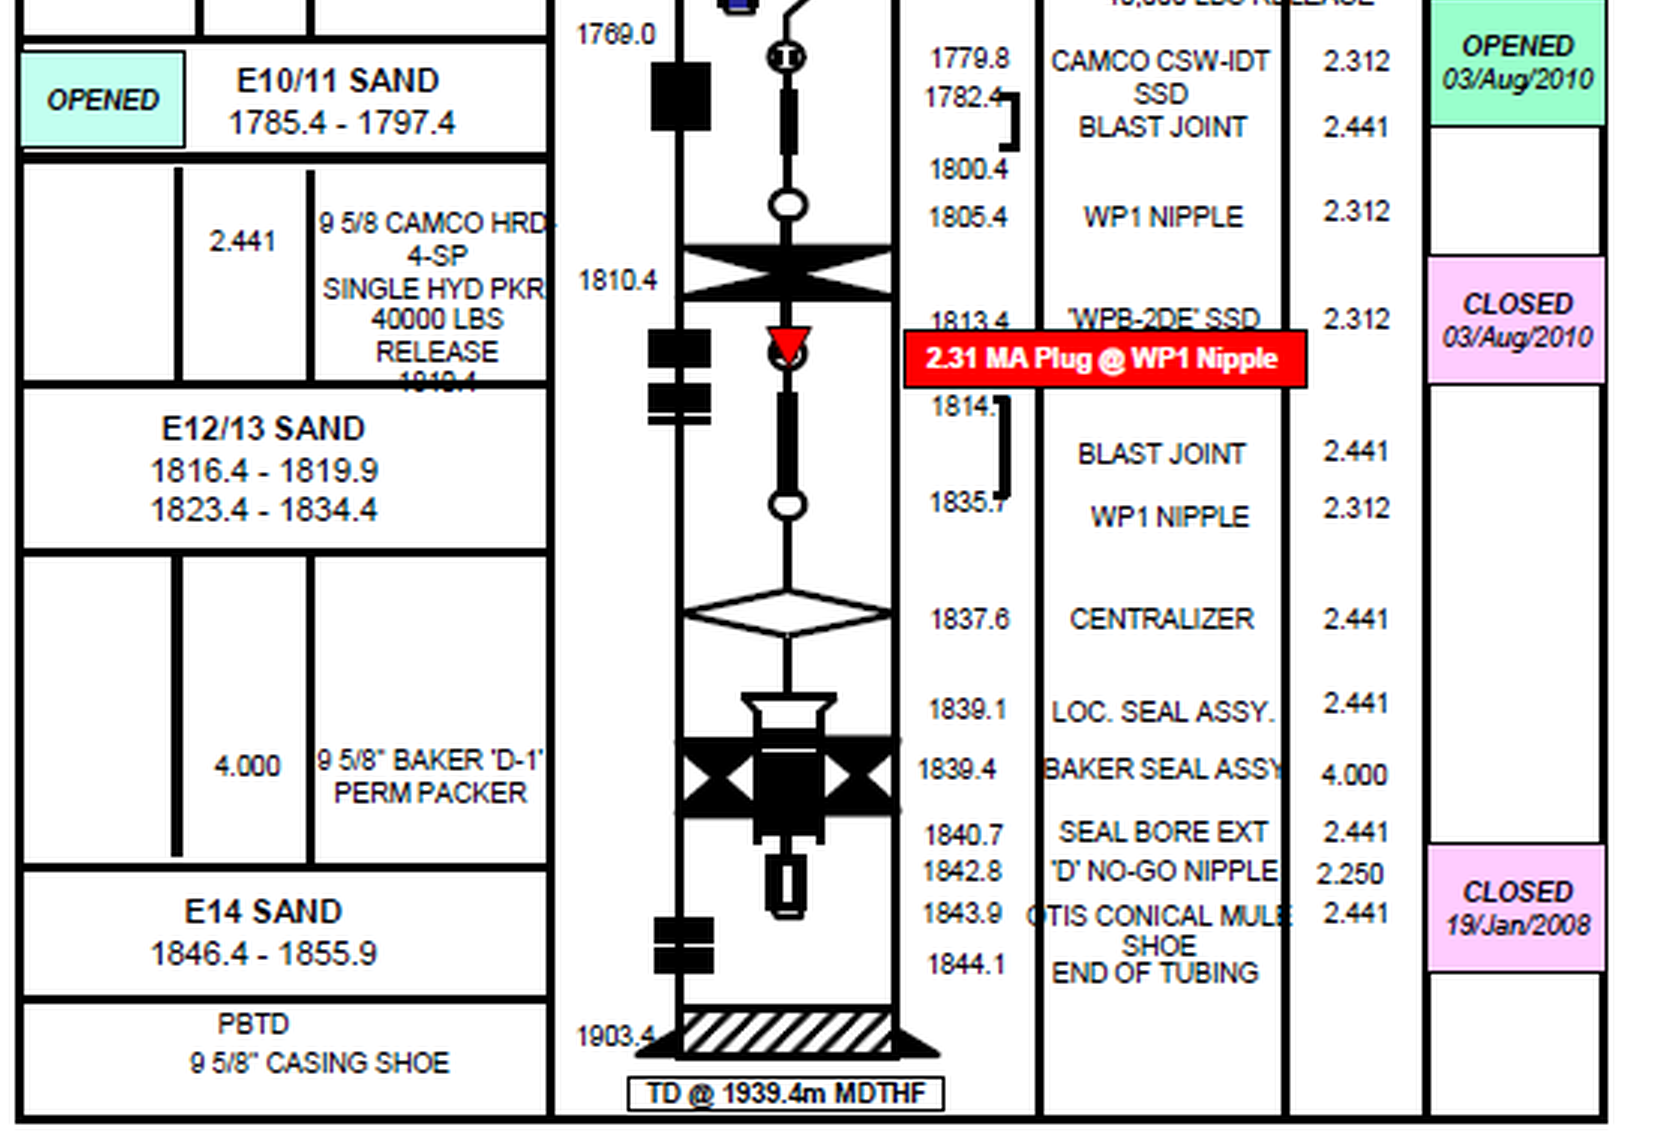 1769.0
1779.8 CAMCO CSW-IDT 2.312
SSD
OPENED
03/Aug/2010
OPENED
E10/11 SAND
1785.4 - 1797.4
1782.4
BLAST JOINT 2.441
1800.4
1805.4 WP1 NIPPLE 2.312
2.441
9 5/8 CAMCO HRD-
4-SP
SINGLE HYD PKR
40000 LBS
RELEASE
1810.4
1813.4 "WPB-2DE" SSD 2.312
CLOSED
03/Aug/2010
2.31 MA Plug @ WP1 Nipple
E12/13 SAND
1816.4 - 1819.9
1823.4 - 1834.4
1814.
BLAST JOINT 2.441
1835.7
WP1 NIPPLE 2.312
1837.6 CENTRALIZER 2.441
1839.1 LOC. SEAL ASSY. 2.441
4.000
9 5/8" BAKER 'D-1'
PERM PACKER
1839.4 BAKER SEAL ASSY 4.000
1840.7 SEAL BORE EXT 2.441
1842.8 'D' NO-GO NIPPLE 2.250
1843.9 OTIS CONICAL MULE 2.441
SHOE
1844.1 END OF TUBING
CLOSED
19/Jan/2008
E14 SAND
1846.4 - 1855.9
PBTD
9 5/8" CASING SHOE
1903.4
TD @ 1939.4m MDTHF